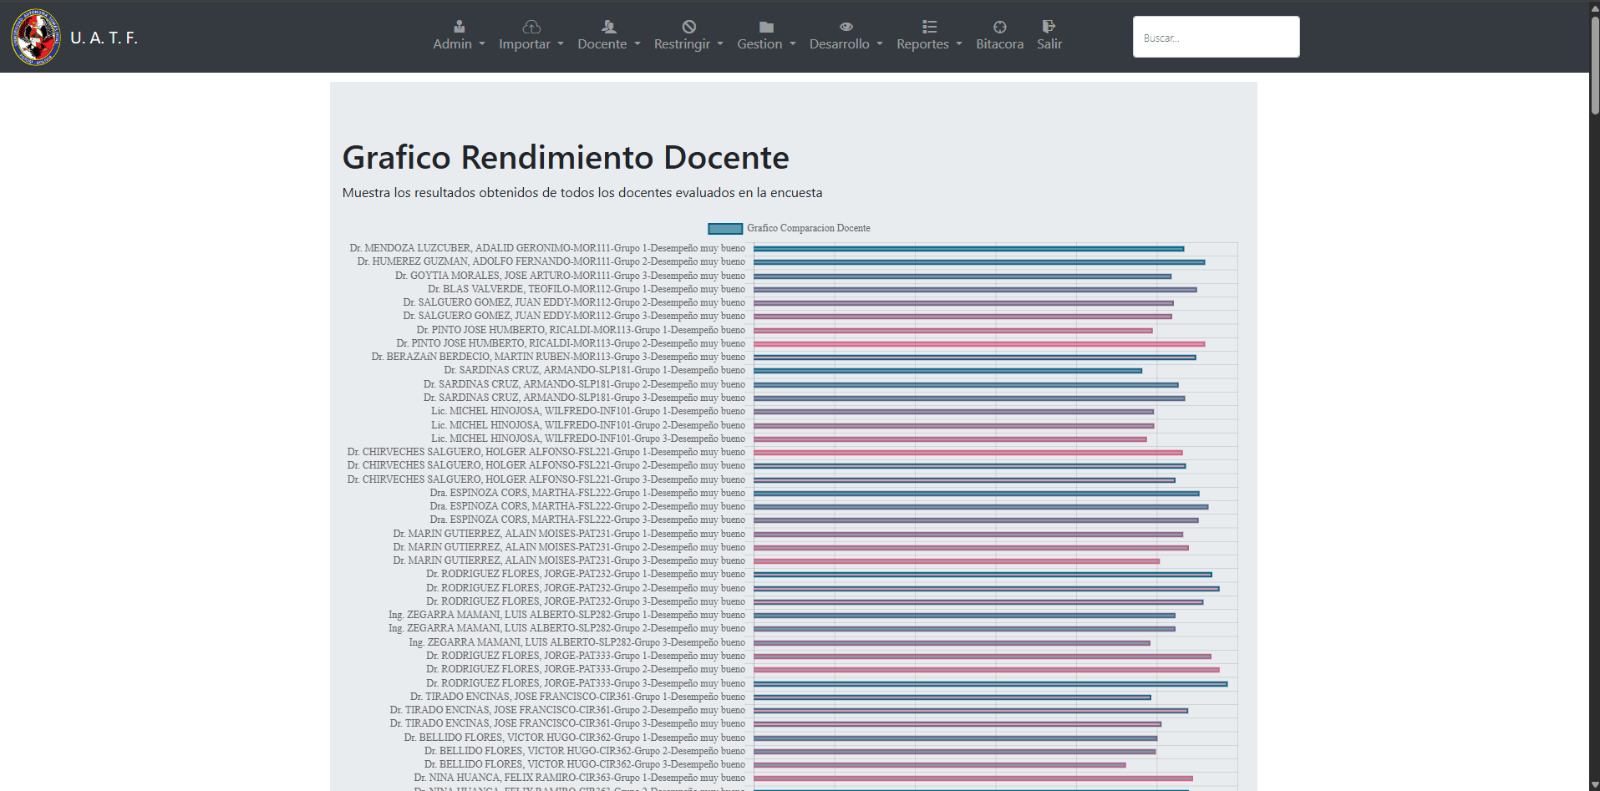 U. A. T. F.
Admin
Importar
Docente
Restringir
Gestion
Desarrollo
Reportes
Bitacora
Salir
Buscar...
Grafico Rendimiento Docente
Muestra los resultados obtenidos de todos los docentes evaluados en la encuesta
Grafico Comparacion Docente
Dr. MENDOZA LUZCUBER, ADALID GERONIMO-MOR111-Grupo 1-Desempeño muy bueno
Dr. HUMEREZ GUZMAN, ADOLFO FERNANDO-MOR111-Grupo 2-Desempeño muy bueno
Dr. GOYTIA MORALES, JOSE ARTURO-MOR111-Grupo 3-Desempeño muy bueno
Dr. BLAS VALVERDE, TEOFILO-MOR112-Grupo 1-Desempeño muy bueno
Dr. SALGUERO GOMEZ, JUAN EDDY-MOR112-Grupo 2-Desempeño muy bueno
Dr. SALGUERO GOMEZ, JUAN EDDY-MOR112-Grupo 3-Desempeño muy bueno
Dr. PINTO JOSE HUMBERTO, RICALDI-MOR113-Grupo 1-Desempeño bueno
Dr. PINTO JOSE HUMBERTO, RICALDI-MOR113-Grupo 2-Desempeño muy bueno
Dr. BERAZAiN BERDECIO, MARTIN RUBEN-MOR113-Grupo 3-Desempeño muy bueno
Dr. SARDINAS CRUZ, ARMANDO-SLP181-Grupo 1-Desempeño bueno
Dr. SARDINAS CRUZ, ARMANDO-SLP181-Grupo 2-Desempeño muy bueno
Dr. SARDINAS CRUZ, ARMANDO-SLP181-Grupo 3-Desempeño muy bueno
Lic. MICHEL HINOJOSA, WILFREDO-INF101-Grupo 1-Desempeño bueno
Lic. MICHEL HINOJOSA, WILFREDO-INF101-Grupo 2-Desempeño bueno
Lic. MICHEL HINOJOSA, WILFREDO-INF101-Grupo 3-Desempeño bueno
Dr. CHIRVECHES SALGUERO, HOLGER ALFONSO-FSL221-Grupo 1-Desempeño muy bueno
Dr. CHIRVECHES SALGUERO, HOLGER ALFONSO-FSL221-Grupo 2-Desempeño muy bueno
Dr. CHIRVECHES SALGUERO, HOLGER ALFONSO-FSL221-Grupo 3-Desempeño muy bueno
Dra. ESPINOZA CORS, MARTHA-FSL222-Grupo 1-Desempeño muy bueno
Dra. ESPINOZA CORS, MARTHA-FSL222-Grupo 2-Desempeño muy bueno
Dra. ESPINOZA CORS, MARTHA-FSL222-Grupo 3-Desempeño muy bueno
Dr. MARIN GUTIERREZ, ALAIN MOISES-PAT231-Grupo 1-Desempeño muy bueno
Dr. MARIN GUTIERREZ, ALAIN MOISES-PAT231-Grupo 2-Desempeño muy bueno
Dr. MARIN GUTIERREZ, ALAIN MOISES-PAT231-Grupo 3-Desempeño muy bueno
Dr. RODRIGUEZ FLORES, JORGE-PAT232-Grupo 1-Desempeño muy bueno
Dr. RODRIGUEZ FLORES, JORGE-PAT232-Grupo 2-Desempeño muy bueno
Dr. RODRIGUEZ FLORES, JORGE-PAT232-Grupo 3-Desempeño muy bueno
Ing. ZEGARRA MAMANI, LUIS ALBERTO-SLP282-Grupo 1-Desempeño muy bueno
Ing. ZEGARRA MAMANI, LUIS ALBERTO-SLP282-Grupo 2-Desempeño muy bueno
Ing. ZEGARRA MAMANI, LUIS ALBERTO-SLP282-Grupo 3-Desempeño bueno
Dr. RODRIGUEZ FLORES, JORGE-PAT333-Grupo 1-Desempeño muy bueno
Dr. RODRIGUEZ FLORES, JORGE-PAT333-Grupo 2-Desempeño muy bueno
Dr. RODRIGUEZ FLORES, JORGE-PAT333-Grupo 3-Desempeño muy bueno
Dr. TIRADO ENCINAS, JOSE FRANCISCO-CIR361-Grupo 1-Desempeño bueno
Dr. TIRADO ENCINAS, JOSE FRANCISCO-CIR361-Grupo 2-Desempeño muy bueno
Dr. TIRADO ENCINAS, JOSE FRANCISCO-CIR361-Grupo 3-Desempeño muy bueno
Dr. BELLIDO FLORES, VICTOR HUGO-CIR362-Grupo 1-Desempeño muy bueno
Dr. BELLIDO FLORES, VICTOR HUGO-CIR362-Grupo 2-Desempeño bueno
Dr. BELLIDO FLORES, VICTOR HUGO-CIR362-Grupo 3-Desempeño bueno
Dr. NINA HUANCA, FELIX RAMIRO-CIR363-Grupo 1-Desempeño muy bueno